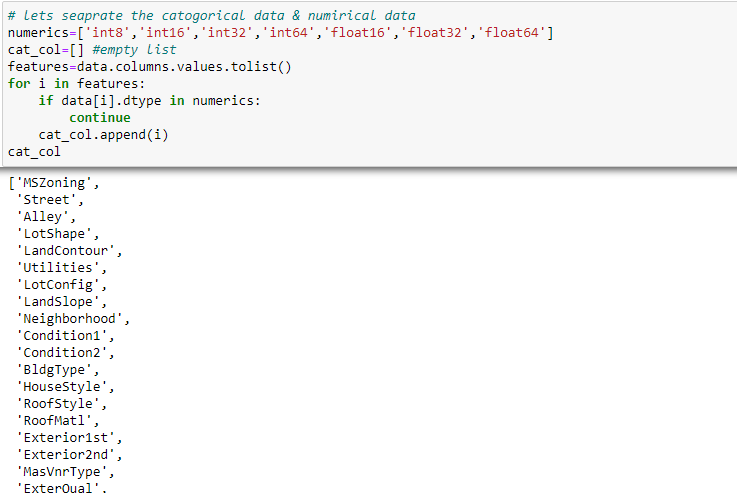 # lets seaprate the catogorical data & numirical data
numerics=['int8','int16','int32','int64','float16','float32','float64']
cat_col=[] #empty list
features=data.columns.values.tolist()
for i in features:
    if data[i].dtype in numerics:
        continue
    cat_col.append(i)
cat_col
['MSZoning',
 'Street',
 'Alley',
 'LotShape',
 'LandContour',
 'Utilities',
 'LotConfig',
 'LandSlope',
 'Neighborhood',
 'Condition1',
 'Condition2',
 'BldgType',
 'HouseStyle',
 'RoofStyle',
 'RoofMatl',
 'Exterior1st',
 'Exterior2nd',
 'MasVnrType',
 'ExterQual',